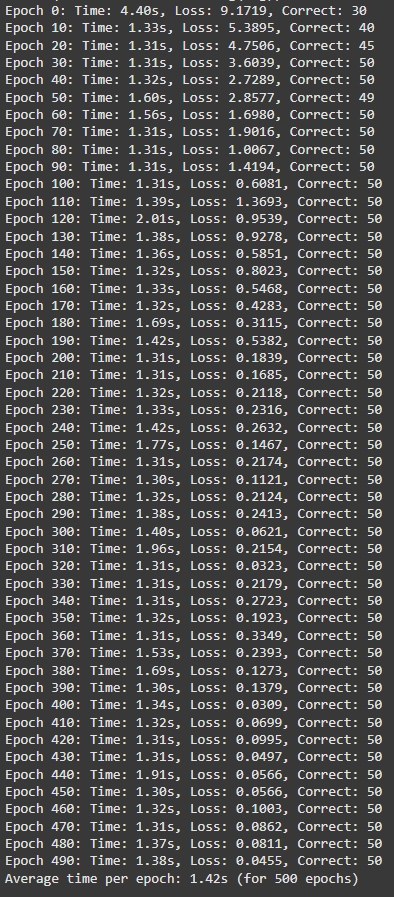 Epoch 0: Time: 4.40s, Loss: 9.1719, Correct: 30
Epoch 10: Time: 1.33s, Loss: 5.3895, Correct: 40
Epoch 20: Time: 1.31s, Loss: 4.7506, Correct: 45
Epoch 30: Time: 1.31s, Loss: 3.6039, Correct: 50
Epoch 40: Time: 1.32s, Loss: 2.7289, Correct: 50
Epoch 50: Time: 1.60s, Loss: 2.8577, Correct: 49
Epoch 60: Time: 1.56s, Loss: 1.6980, Correct: 50
Epoch 70: Time: 1.31s, Loss: 1.9016, Correct: 50
Epoch 80: Time: 1.31s, Loss: 1.0067, Correct: 50
Epoch 90: Time: 1.31s, Loss: 1.4194, Correct: 50
Epoch 100: Time: 1.31s, Loss: 0.6081, Correct: 50
Epoch 110: Time: 1.39s, Loss: 1.3693, Correct: 50
Epoch 120: Time: 2.01s, Loss: 0.9539, Correct: 50
Epoch 130: Time: 1.38s, Loss: 0.9278, Correct: 50
Epoch 140: Time: 1.36s, Loss: 0.5851, Correct: 50
Epoch 150: Time: 1.32s, Loss: 0.8023, Correct: 50
Epoch 160: Time: 1.33s, Loss: 0.5468, Correct: 50
Epoch 170: Time: 1.32s, Loss: 0.4283, Correct: 50
Epoch 180: Time: 1.69s, Loss: 0.3115, Correct: 50
Epoch 190: Time: 1.42s, Loss: 0.5382, Correct: 50
Epoch 200: Time: 1.31s, Loss: 0.1839, Correct: 50
Epoch 210: Time: 1.31s, Loss: 0.1685, Correct: 50
Epoch 220: Time: 1.32s, Loss: 0.2118, Correct: 50
Epoch 230: Time: 1.33s, Loss: 0.2316, Correct: 50
Epoch 240: Time: 1.42s, Loss: 0.2632, Correct: 50
Epoch 250: Time: 1.77s, Loss: 0.1467, Correct: 50
Epoch 260: Time: 1.31s, Loss: 0.2174, Correct: 50
Epoch 270: Time: 1.30s, Loss: 0.1121, Correct: 50
Epoch 280: Time: 1.32s, Loss: 0.2124, Correct: 50
Epoch 290: Time: 1.38s, Loss: 0.2413, Correct: 50
Epoch 300: Time: 1.40s, Loss: 0.0621, Correct: 50
Epoch 310: Time: 1.96s, Loss: 0.2154, Correct: 50
Epoch 320: Time: 1.31s, Loss: 0.0323, Correct: 50
Epoch 330: Time: 1.31s, Loss: 0.2179, Correct: 50
Epoch 340: Time: 1.31s, Loss: 0.2723, Correct: 50
Epoch 350: Time: 1.32s, Loss: 0.1923, Correct: 50
Epoch 360: Time: 1.31s, Loss: 0.3349, Correct: 50
Epoch 370: Time: 1.53s, Loss: 0.2393, Correct: 50
Epoch 380: Time: 1.69s, Loss: 0.1273, Correct: 50
Epoch 390: Time: 1.30s, Loss: 0.1379, Correct: 50
Epoch 400: Time: 1.34s, Loss: 0.0309, Correct: 50
Epoch 410: Time: 1.32s, Loss: 0.0699, Correct: 50
Epoch 420: Time: 1.31s, Loss: 0.0995, Correct: 50
Epoch 430: Time: 1.31s, Loss: 0.0497, Correct: 50
Epoch 440: Time: 1.91s, Loss: 0.0566, Correct: 50
Epoch 450: Time: 1.30s, Loss: 0.0566, Correct: 50
Epoch 460: Time: 1.32s, Loss: 0.1003, Correct: 50
Epoch 470: Time: 1.31s, Loss: 0.0862, Correct: 50
Epoch 480: Time: 1.37s, Loss: 0.0811, Correct: 50
Epoch 490: Time: 1.38s, Loss: 0.0455, Correct: 50
Average time per epoch: 1.42s (for 500 epochs)